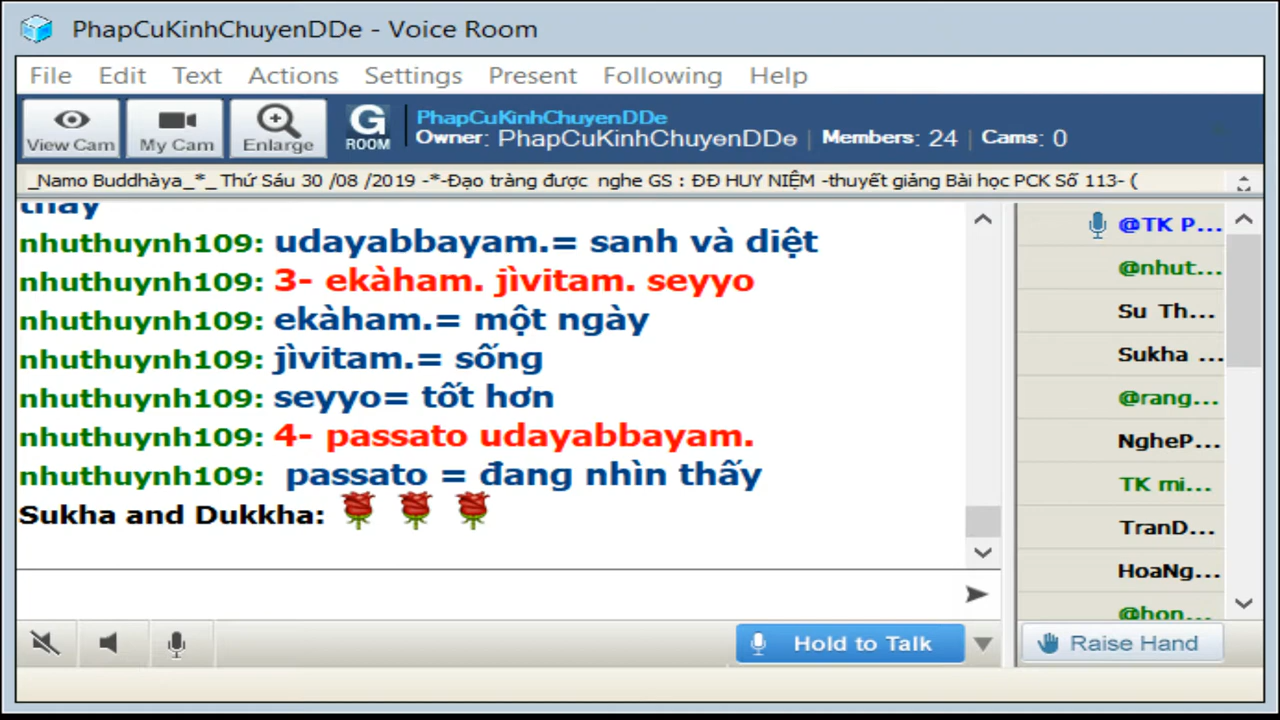 PhapCuKinhChuyenDDe - Voice Room
File Edit Text Actions Settings Present Following Help
View Cam My Cam Enlarge G ROOM
PhapCuKinhChuyenDDe
Owner: PhapCuKinhChuyenDDe | Members: 24 | Cams: 0
_Namo Buddhàya_*_ Thứ Sáu 30 /08 /2019 -*-Đạo tràng được nghe GS : ĐĐ HUY NIỆM -thuyết giảng Bài học PCK Số 113- (
thấy
nhuthuynh109: udayabbayam.= sanh và diệt
nhuthuynh109: 3- ekàham. jìvitam. seyyo
nhuthuynh109: ekàham.= một ngày
nhuthuynh109: jìvitam.= sống
nhuthuynh109: seyyo= tốt hơn
nhuthuynh109: 4- passato udayabbayam.
nhuthuynh109: passato = đang nhìn thấy
Sukha and Dukkha:
@TK P...
@nhut...
Su Th...
Sukha ...
@rang...
NgheP...
TK mi...
TranD...
HoaNg...
@hon...
Hold to Talk
Raise Hand